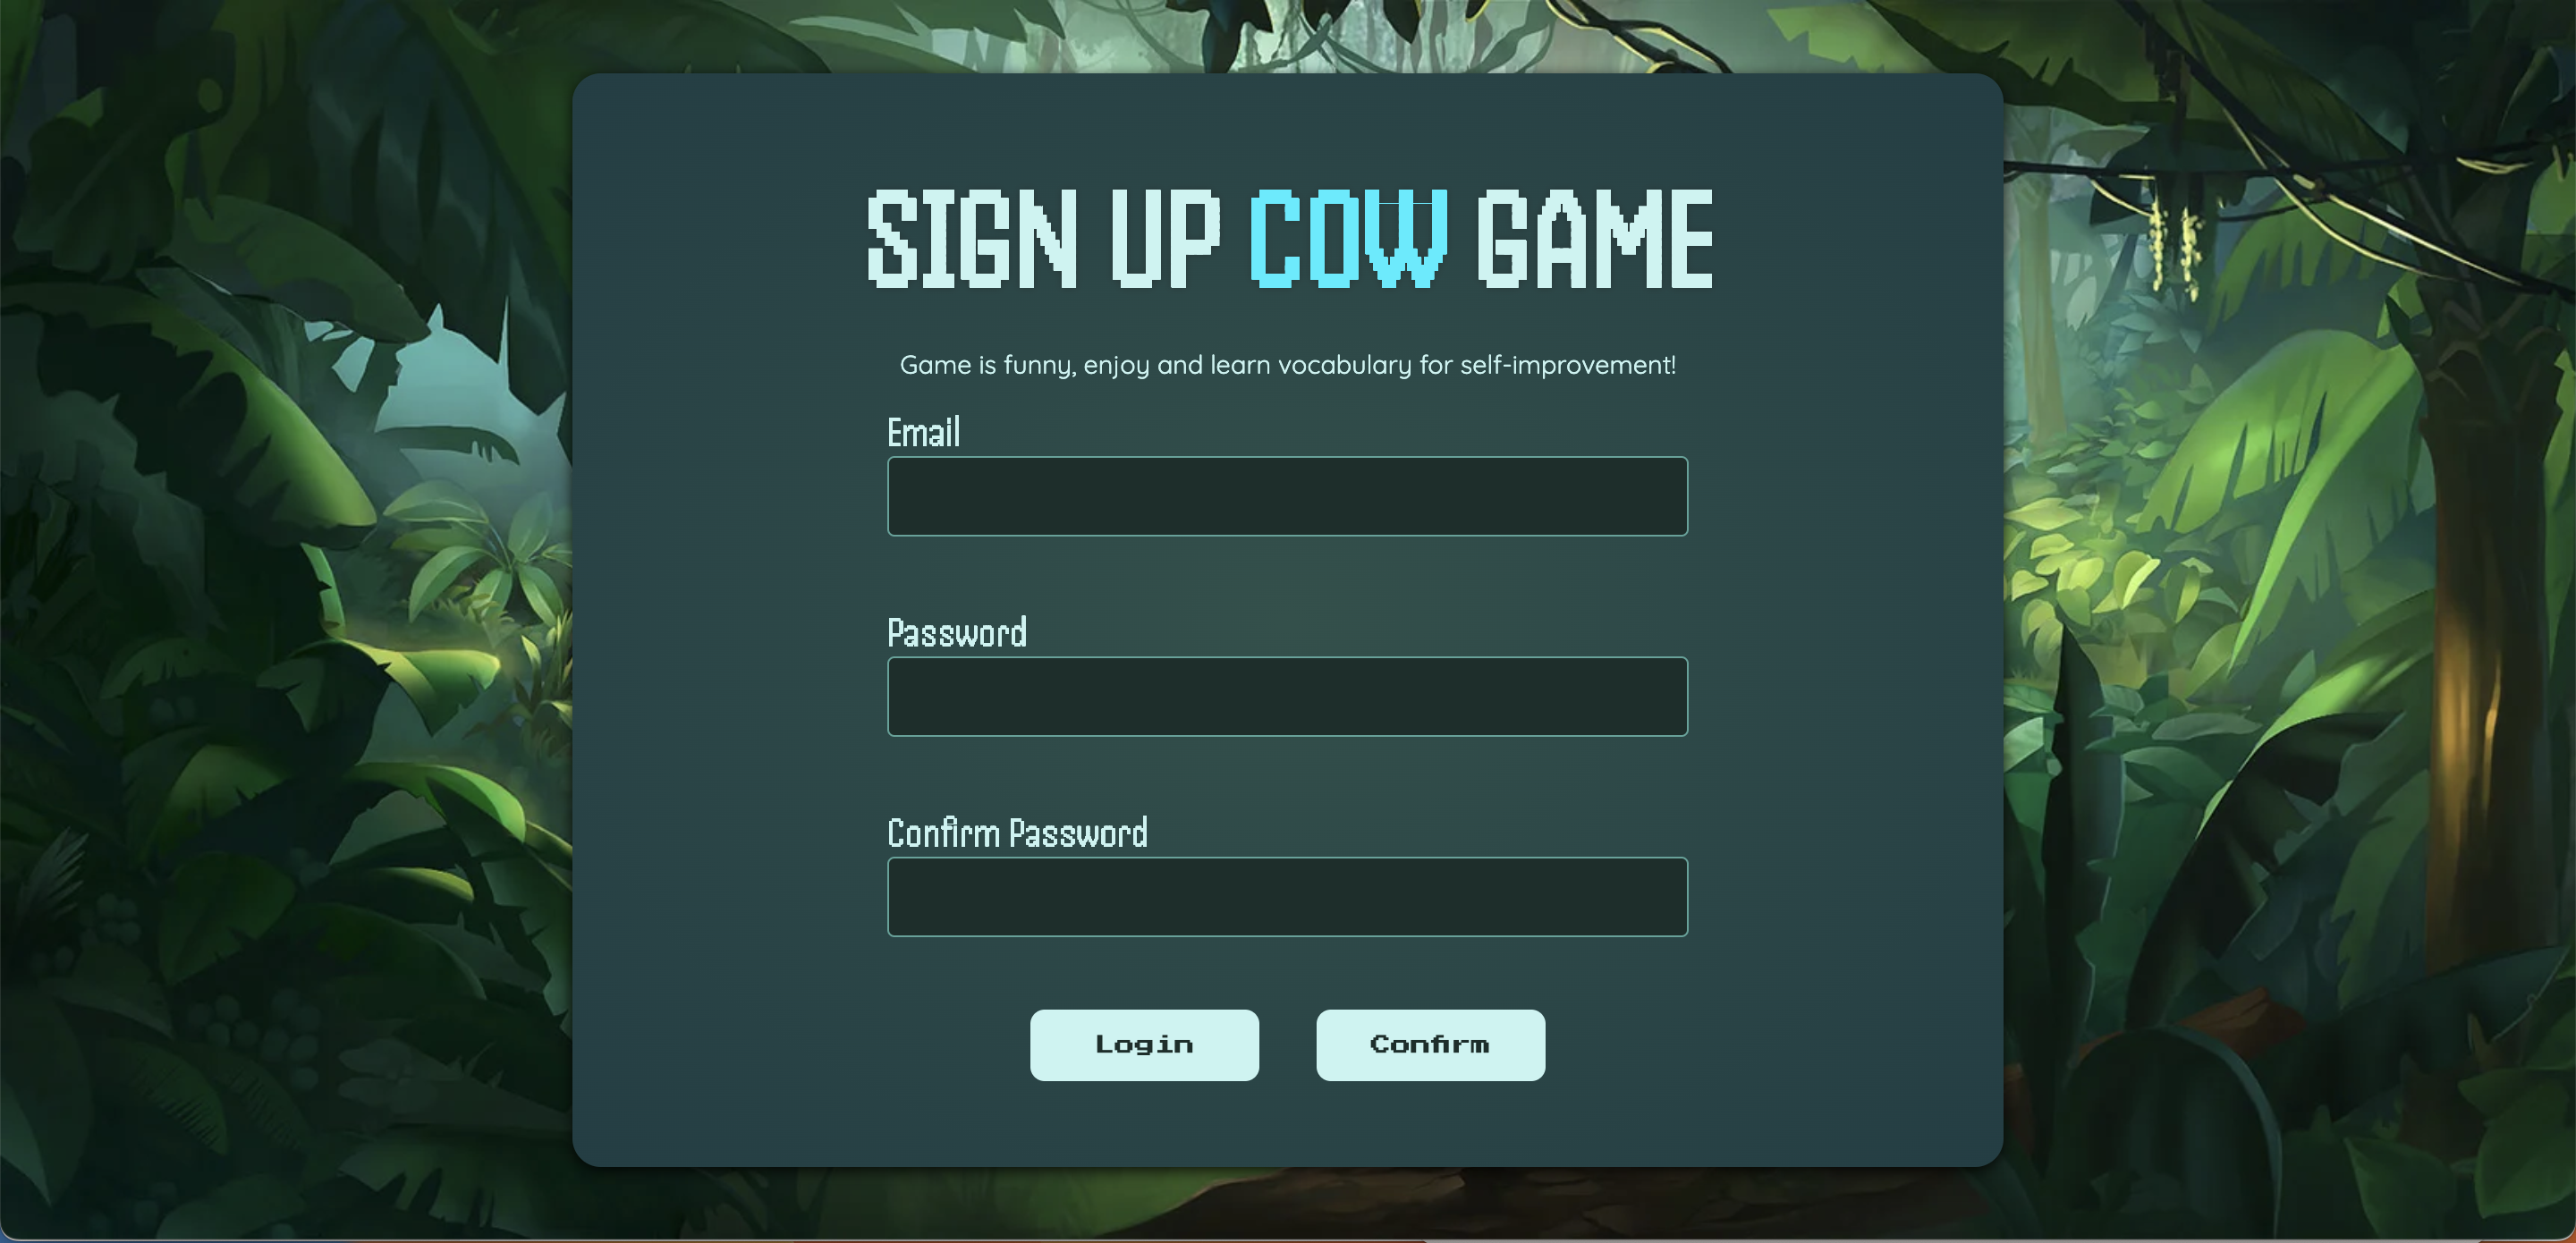 SIGN UP COW GAME
Game is funny, enjoy and learn vocabulary for self-improvement!
Email
Password
Confirm Password
Login Confirm